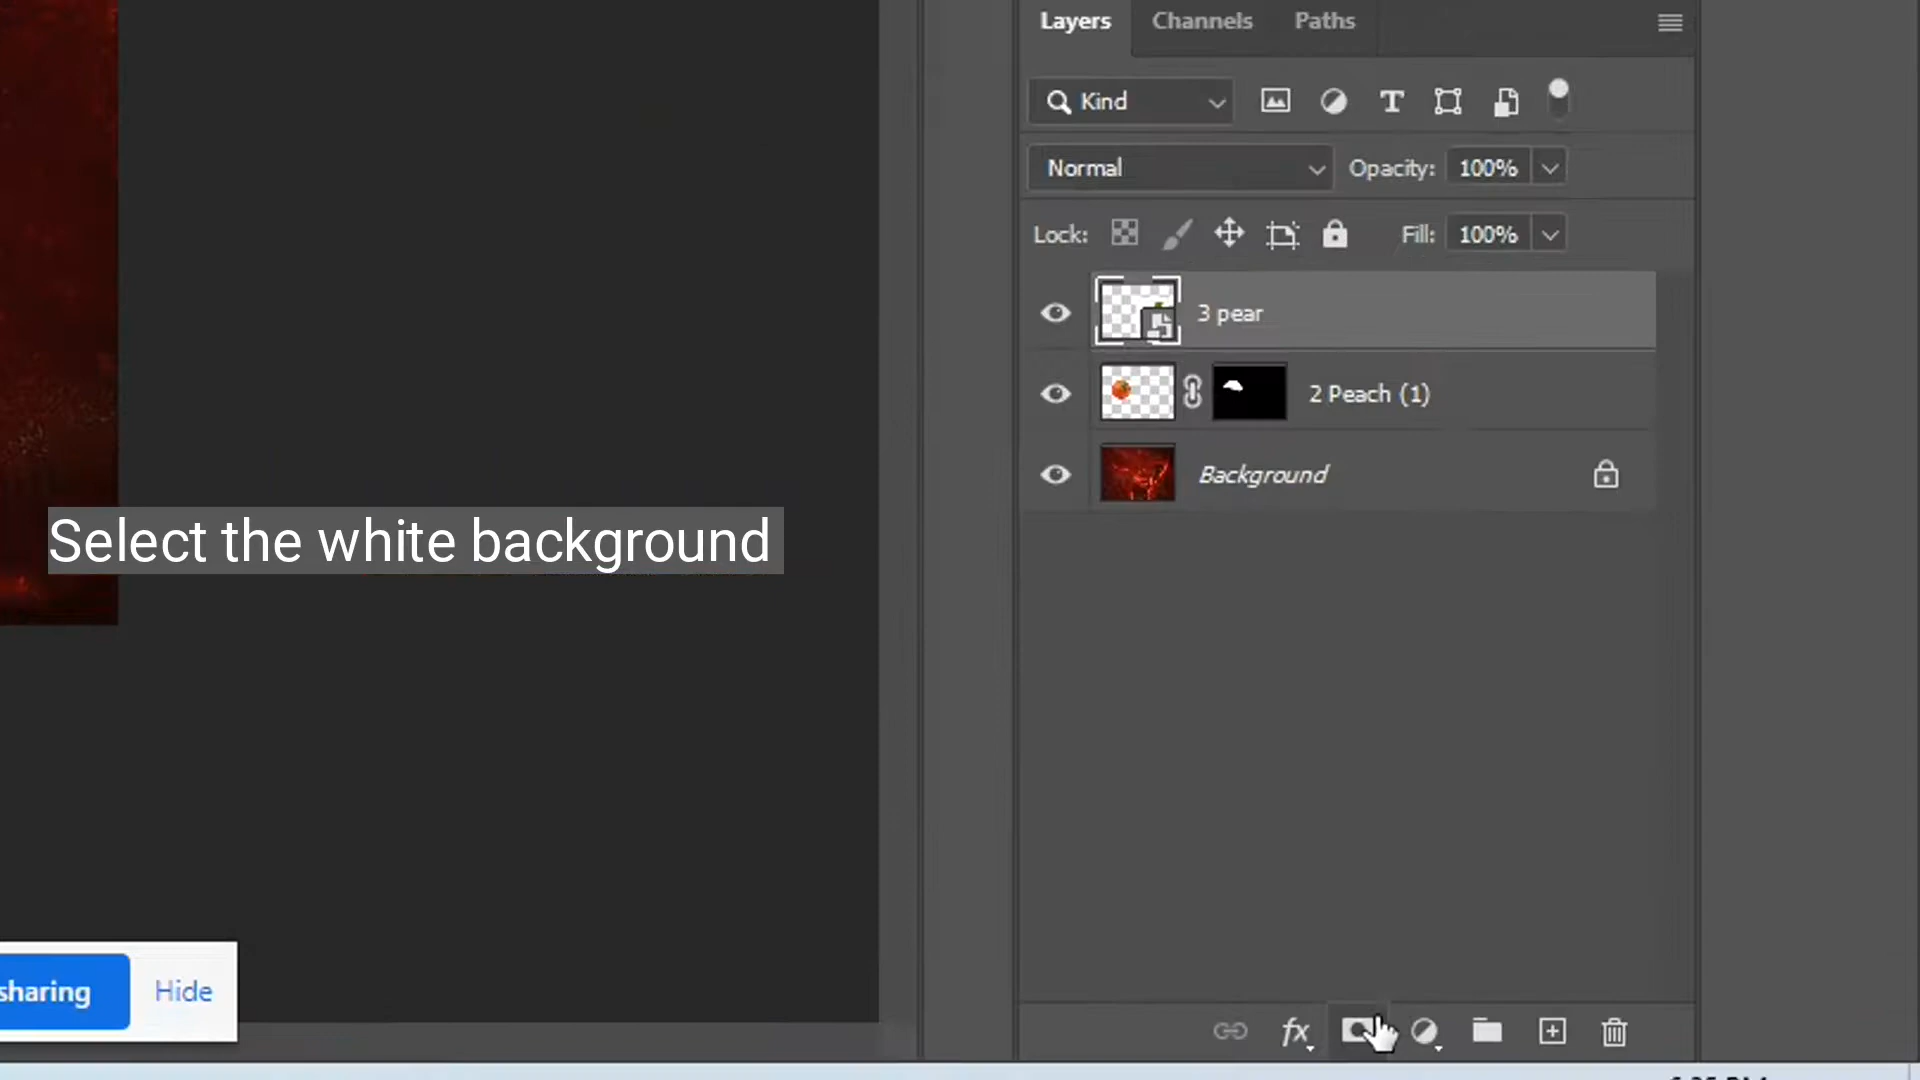 Layers Channels Paths
Kind
Normal Opacity: 100%
Lock: Fill: 100%
3 pear
2 Peach (1)
Background
Select the white background
sharing Hide
fx